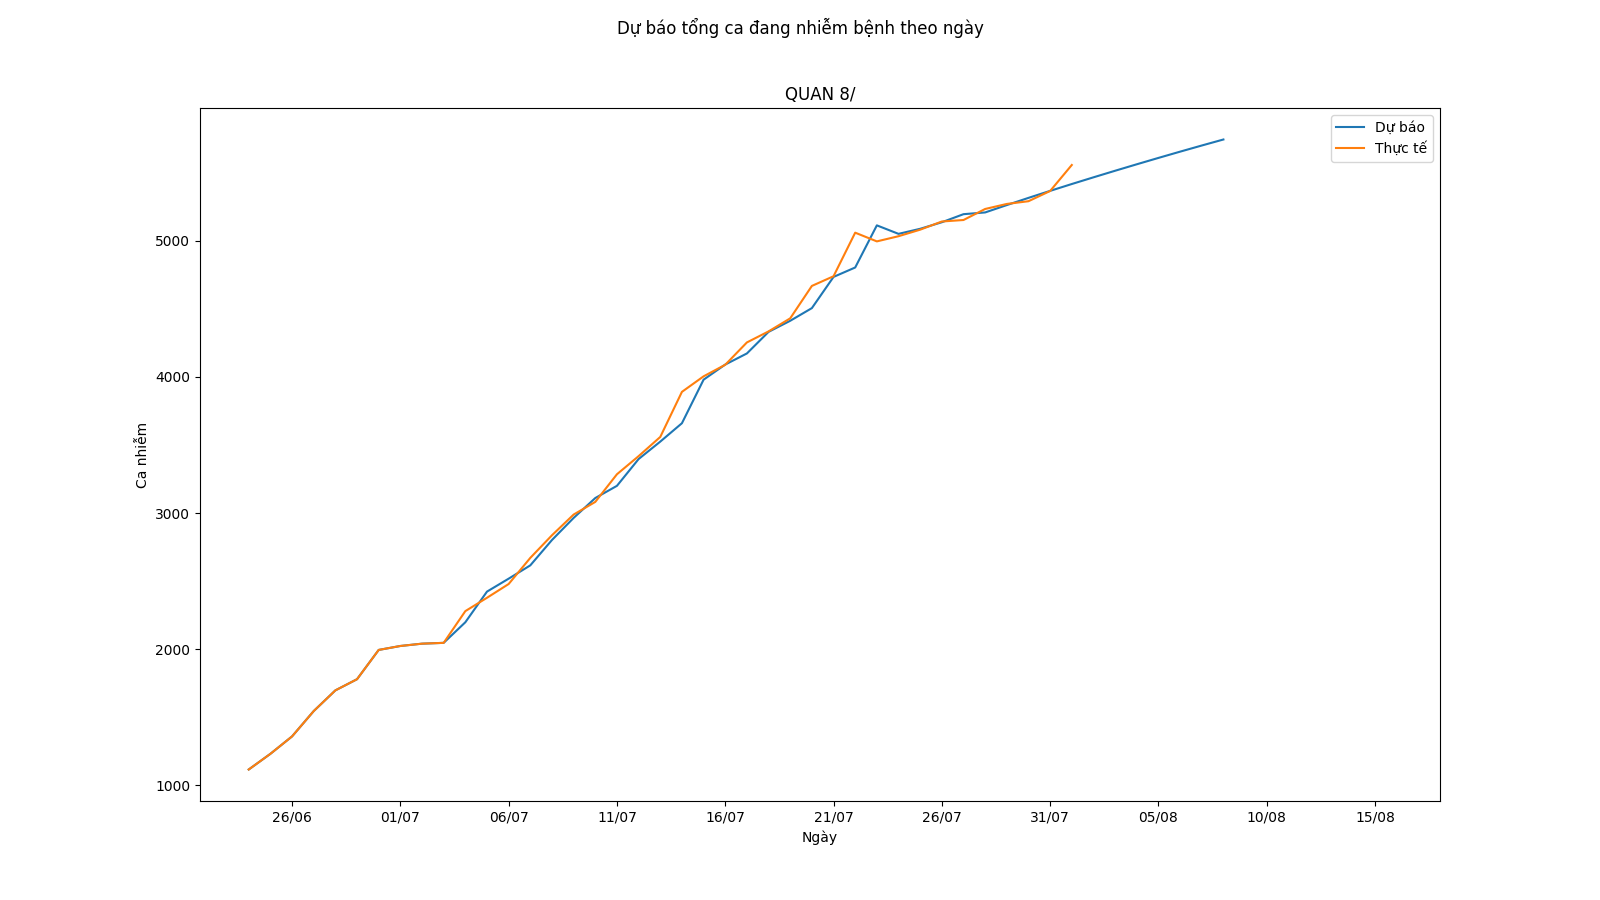 Dự báo tổng ca đang nhiễm bệnh theo ngày
QUAN 8/
Dự báo
Thực tế
Ca nhiễm
5000
4000
3000
2000
1000
26/06 01/07 06/07 11/07 16/07 21/07 26/07 31/07 05/08 10/08 15/08
Ngày